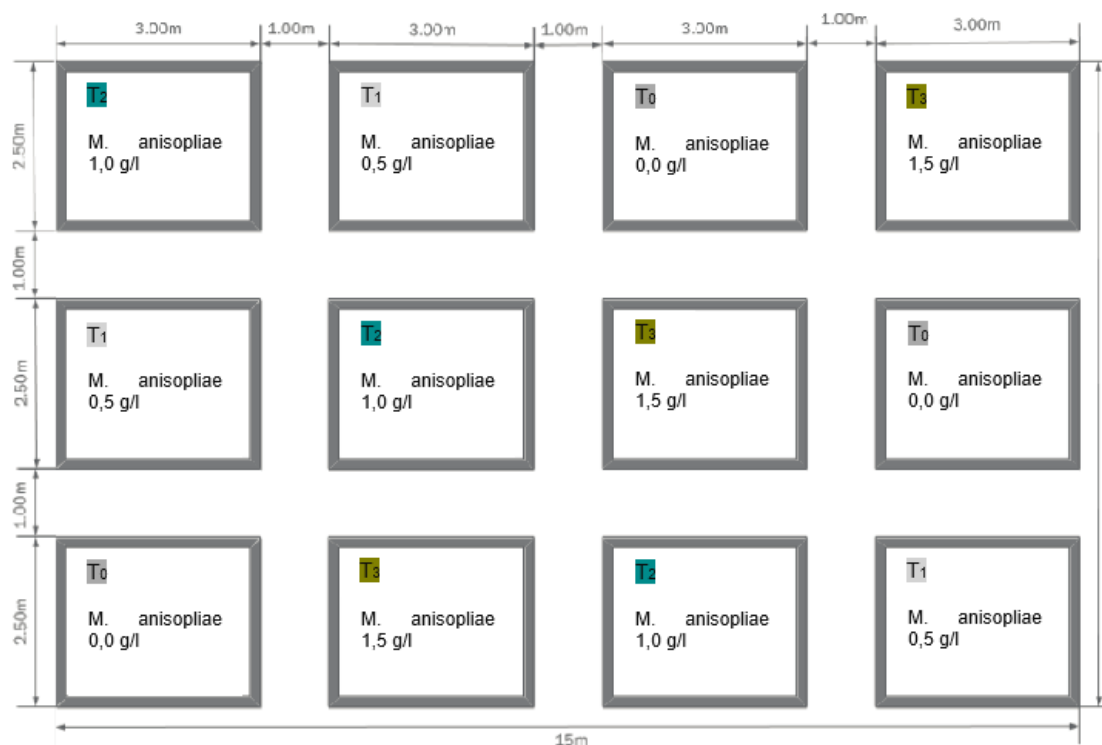 3.00m 1.00m 3.00m 1.00m 3.00m 1.00m 3.00m
2.50m
T2
M. anisopliae
1,0 g/l
T1
M. anisopliae
0,5 g/l
T0
M. anisopliae
0,0 g/l
T3
M. anisopliae
1,5 g/l
1.00m
2.50m
T1
M. anisopliae
0,5 g/l
T2
M. anisopliae
1,0 g/l
T3
M. anisopliae
1,5 g/l
T0
M. anisopliae
0,0 g/l
1.00m
2.50m
T0
M. anisopliae
0,0 g/l
T3
M. anisopliae
1,5 g/l
T2
M. anisopliae
1,0 g/l
T1
M. anisopliae
0,5 g/l
15m